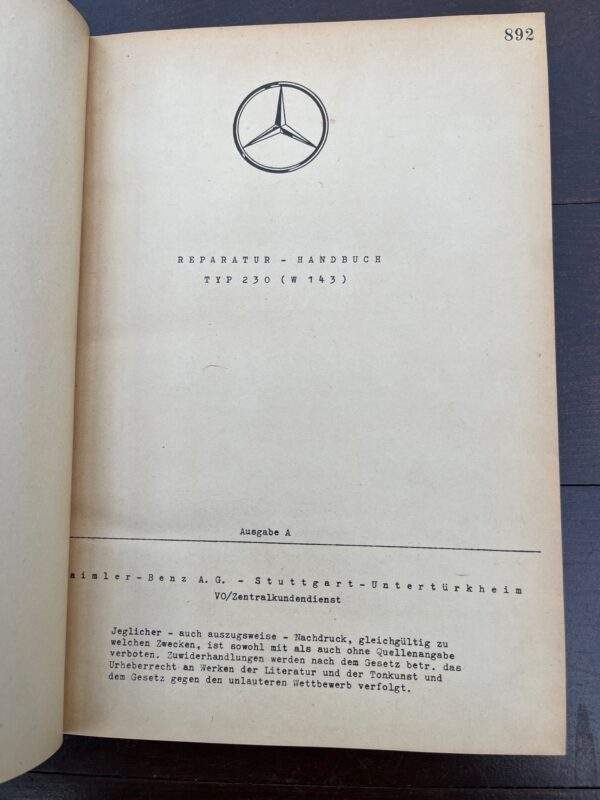 892
REPARATUR - HANDBUCH
TYP 230 (W 143)
Ausgabe A
aimler-Benz A.G. - Stuttgart-Untertürkheim
VO/Zentralkundendienst
Jeglicher - auch auszugsweise - Nachdruck, gleichgültig zu
welchen Zwecken, ist sowohl mit als auch ohne Quellenangabe
verboten. Zuwiderhandlungen werden nach dem Gesetz betr. das
Urheberrecht an Werken der Literatur und der Tonkunst und
dem Gesetz gegen den unlauteren Wettbewerb verfolgt.